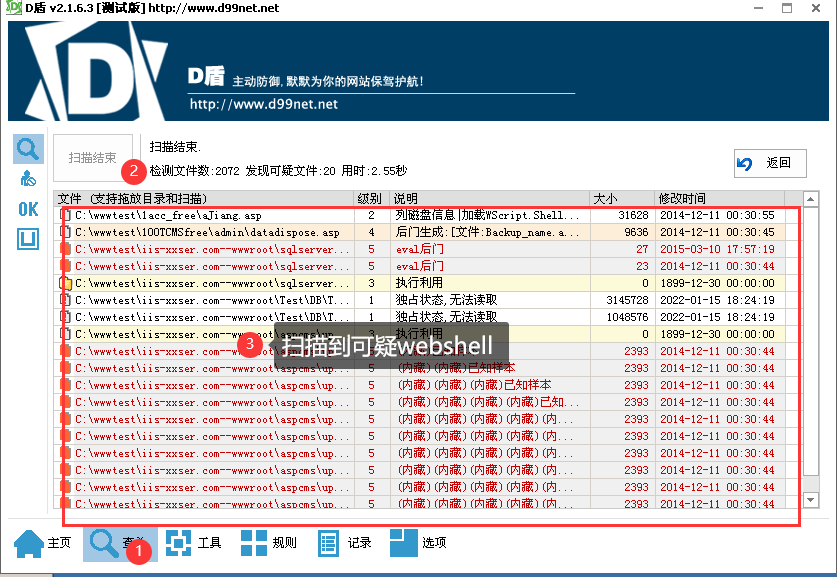 D盾 v2.1.6.3 [测试版] http://www.d99net.net
D盾 主动防御,默默为你的网站保驾护航!
http://www.d99net.net
扫描结束
扫描结束.
2 检测文件数:2072 发现可疑文件:20 用时:2.55秒
返回
OK
文件 (支持拖放目录和扫描) 级别 说明 大小 修改时间
C:\wwwtest\1acc_free\aJiang.asp 2 列磁盘信息|加载WScript.Shell... 31628 2014-12-11 00:30:55
C:\wwwtest\100TCMSfree\admin\datadispose.asp 4 后门生成:[文件:Backup_name.a... 9636 2014-12-11 00:30:45
C:\wwwtest\iis-xxser.com--wwwroot\sqlserver... 5 eval后门 27 2015-03-10 17:57:19
C:\wwwtest\iis-xxser.com--wwwroot\sqlserver... 5 eval后门 23 2014-12-11 00:30:44
C:\wwwtest\iis-xxser.com--wwwroot\sqlserver... 3 执行利用 0 1899-12-30 00:00:00
C:\wwwtest\iis-xxser.com--wwwroot\Test\DB\T... 1 独占状态,无法读取 3145728 2022-01-15 18:24:19
C:\wwwtest\iis-xxser.com--wwwroot\Test\DB\T... 1 独占状态,无法读取 1048576 2022-01-15 18:24:19
C:\wwwtest\iis-xxser.com--wwwroot\aspcms\up... 3 执行利用 0 1899-12-30 00:00:00
3 扫描到可疑webshell
C:\wwwtest\iis-xxser.com--wwwroot\aspcms\up... 5 2393 2014-12-11 00:30:44
C:\wwwtest\iis-xxser.com--wwwroot\aspcms\up... 5 (内藏)(内藏)已知样本 2393 2014-12-11 00:30:44
C:\wwwtest\iis-xxser.com--wwwroot\aspcms\up... 5 (内藏)(内藏)(内藏)已知样本 2393 2014-12-11 00:30:44
C:\wwwtest\iis-xxser.com--wwwroot\aspcms\up... 5 (内藏)(内藏)(内藏)(内藏)已知... 2393 2014-12-11 00:30:44
C:\wwwtest\iis-xxser.com--wwwroot\aspcms\up... 5 (内藏)(内藏)(内藏)(内藏)(内... 2393 2014-12-11 00:30:44
C:\wwwtest\iis-xxser.com--wwwroot\aspcms\up... 5 (内藏)(内藏)(内藏)(内藏)(内... 2393 2014-12-11 00:30:44
C:\wwwtest\iis-xxser.com--wwwroot\aspcms\up... 5 (内藏)(内藏)(内藏)(内藏)(内... 2393 2014-12-11 00:30:44
C:\wwwtest\iis-xxser.com--wwwroot\aspcms\up... 5 (内藏)(内藏)(内藏)(内藏)(内... 2393 2014-12-11 00:30:44
C:\wwwtest\iis-xxser.com--wwwroot\aspcms\up... 5 (内藏)(内藏)(内藏)(内藏)(内... 2393 2014-12-11 00:30:44
C:\wwwtest\iis-xxser.com--wwwroot\aspcms\up... 5 (内藏)(内藏)(内藏)(内藏)(内... 2393 2014-12-11 00:30:44
主页 1 工具 规则 记录 选项